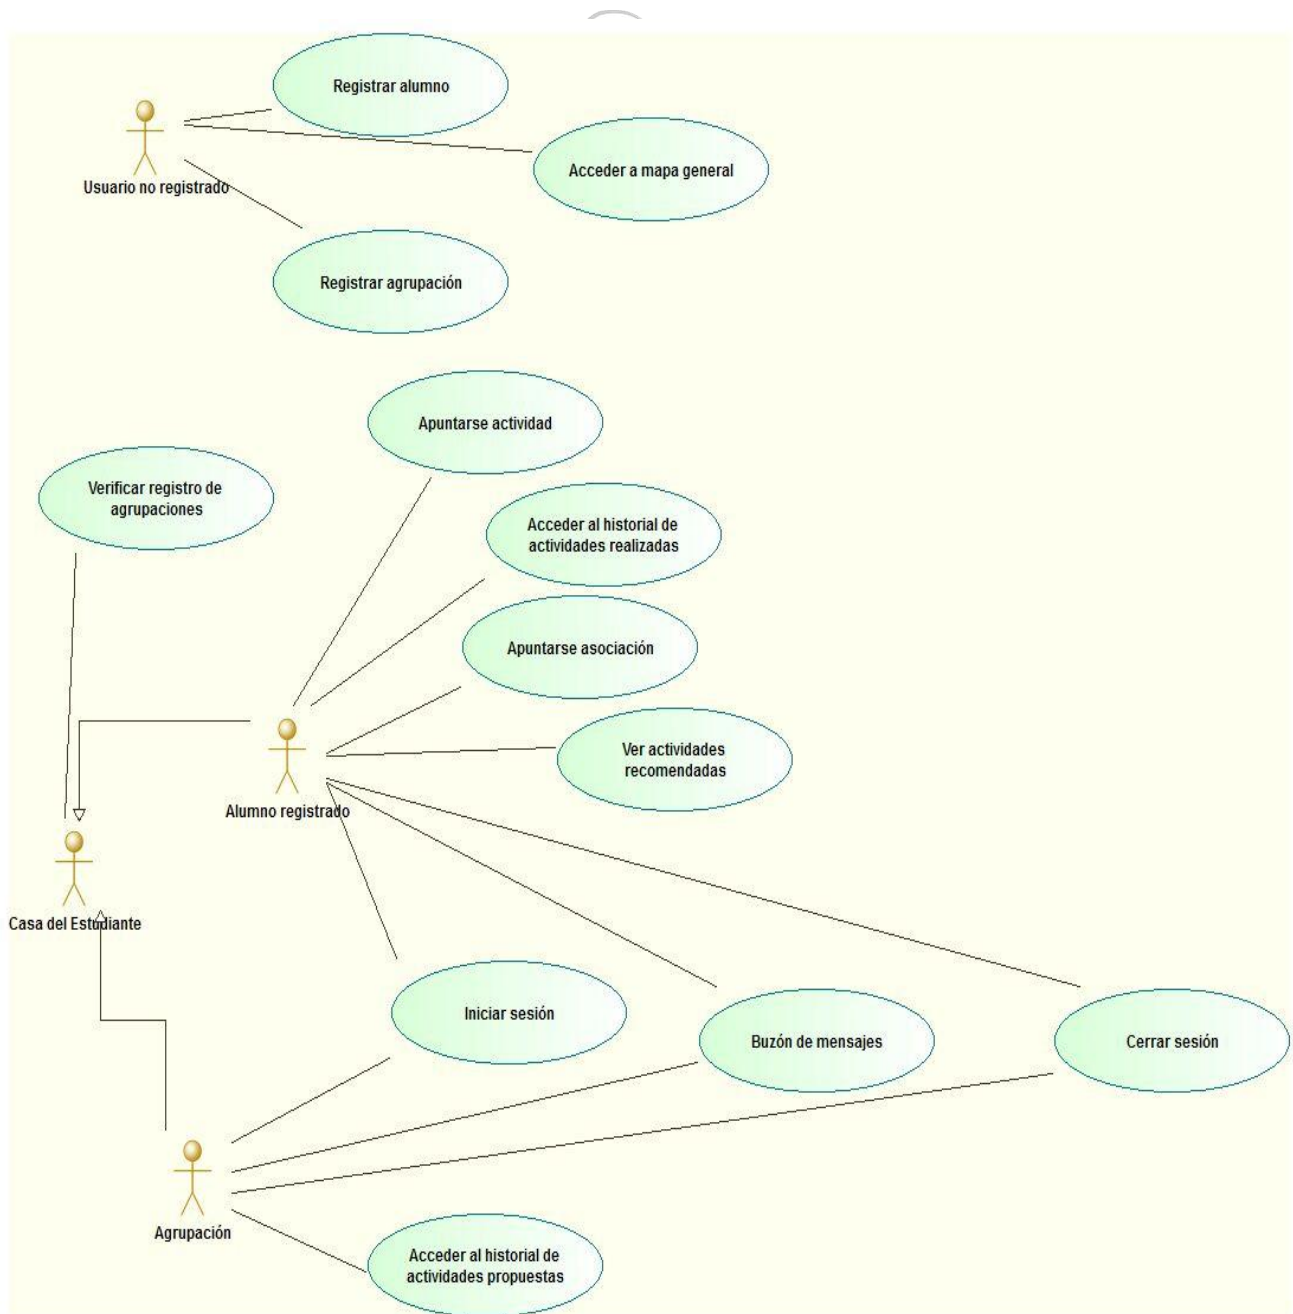 Registrar alumno
Acceder a mapa general
Usuario no registrado
Registrar agrupación
Apuntarse actividad
Verificar registro de
agrupaciones
Acceder al historial de
actividades realizadas
Apuntarse asociación
Ver actividades
recomendadas
Alumno registrado
Casa del Estudiante
Iniciar sesión
Buzón de mensajes
Cerrar sesión
Agrupación
Acceder al historial de
actividades propuestas